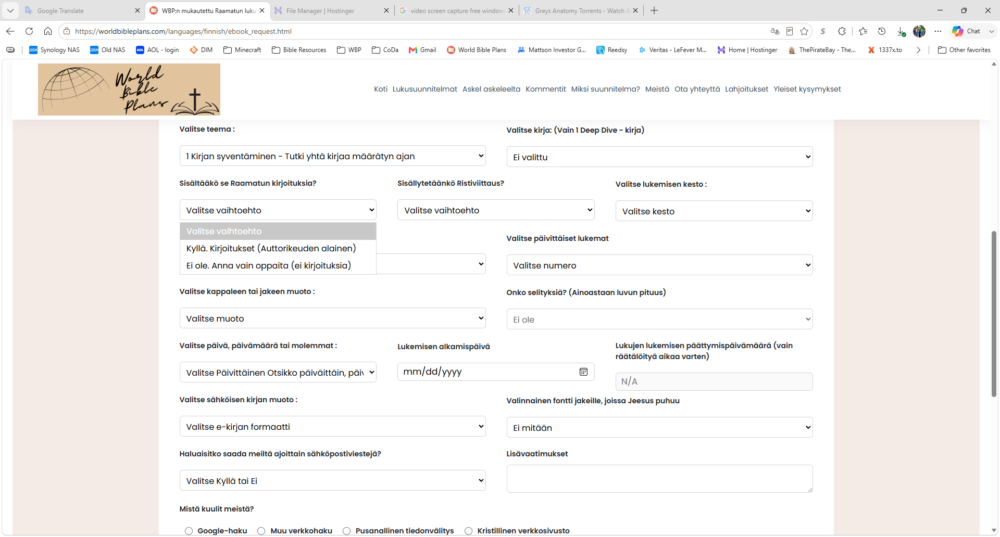 Google Translate
WBP:n mukautettu Raamatun luku
File Manager | Hostinger
video screen capture free windows
Greys Anatomy Torrents - Watch &
https://worldbibleplans.com/languages/finnish/ebook_request.html
Chat
Synology NAS
Old NAS
AOL - login
DIM
Minecraft
Bible Resources
WBP
CoDa
Gmail
World Bible Plans
Mattson Investor G...
Reedsy
Veritas - LeFever M...
Home | Hostinger
ThePirateBay - The...
1337x.to
Other favorites
World
Bible
Plans
Koti Lukusuunnitelmat Askel askeleelta Kommentit Miksi suunnitelma? Meistä Ota yhteyttä Lahjoitukset Yleiset kysymykset
Valitse teema :
Valitse kirja: (Vain 1 Deep Dive - kirja)
1 Kirjan syventäminen - Tutki yhtä kirjaa määrätyn ajan
Ei valittu
Sisältääkö se Raamatun kirjoituksia?
Sisällytetäänkö Ristiviittaus?
Valitse lukemisen kesto :
Valitse vaihtoehto
Valitse vaihtoehto
Valitse kesto
Valitse vaihtoehto
Kyllä. Kirjoitukset (Auttorikeuden alainen)
Ei ole. Anna vain oppaita (ei kirjoituksia)
Valitse päivittäiset lukemat
Valitse numero
Valitse kappaleen tai jakeen muoto :
Onko selityksiä? (Ainoastaan luvun pituus)
Valitse muoto
Ei ole
Valitse päivä, päivämäärä tai molemmat :
Lukemisen alkamispäivä
Lukujen lukemisen päättymispäivämäärä (vain
räätälöityä aikaa varten)
Valitse Päivittäinen Otsikko päiväittäin, päiv
mm/dd/yyyy
N/A
Valitse sähköisen kirjan muoto :
Valinnainen fontti jakeille, joissa Jeesus puhuu
Valitse e-kirjan formaatti
Ei mitään
Haluaisitko saada meiltä ajoittain sähköpostiviestejä?
Lisävaatimukset
Valitse Kyllä tai Ei
Mistä kuulit meistä?
Google-haku
Muu verkkohaku
Pusanallinen tiedonvälitys
Kristillinen verkkosivusto